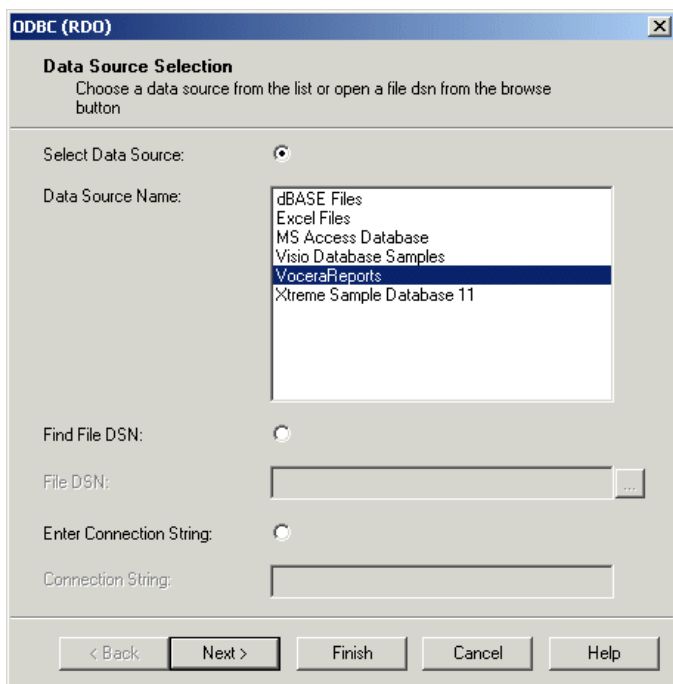 ODBC (RDO)
Data Source Selection
Choose a data source from the list or open a file dsn from the browse
button
Select Data Source:
Data Source Name:
dBASE Files
Excel Files
MS Access Database
Visio Database Samples
VoceraReports
Xtreme Sample Database 11
Find File DSN:
File DSN:
...
Enter Connection String:
Connection String:
< Back Next > Finish Cancel Help